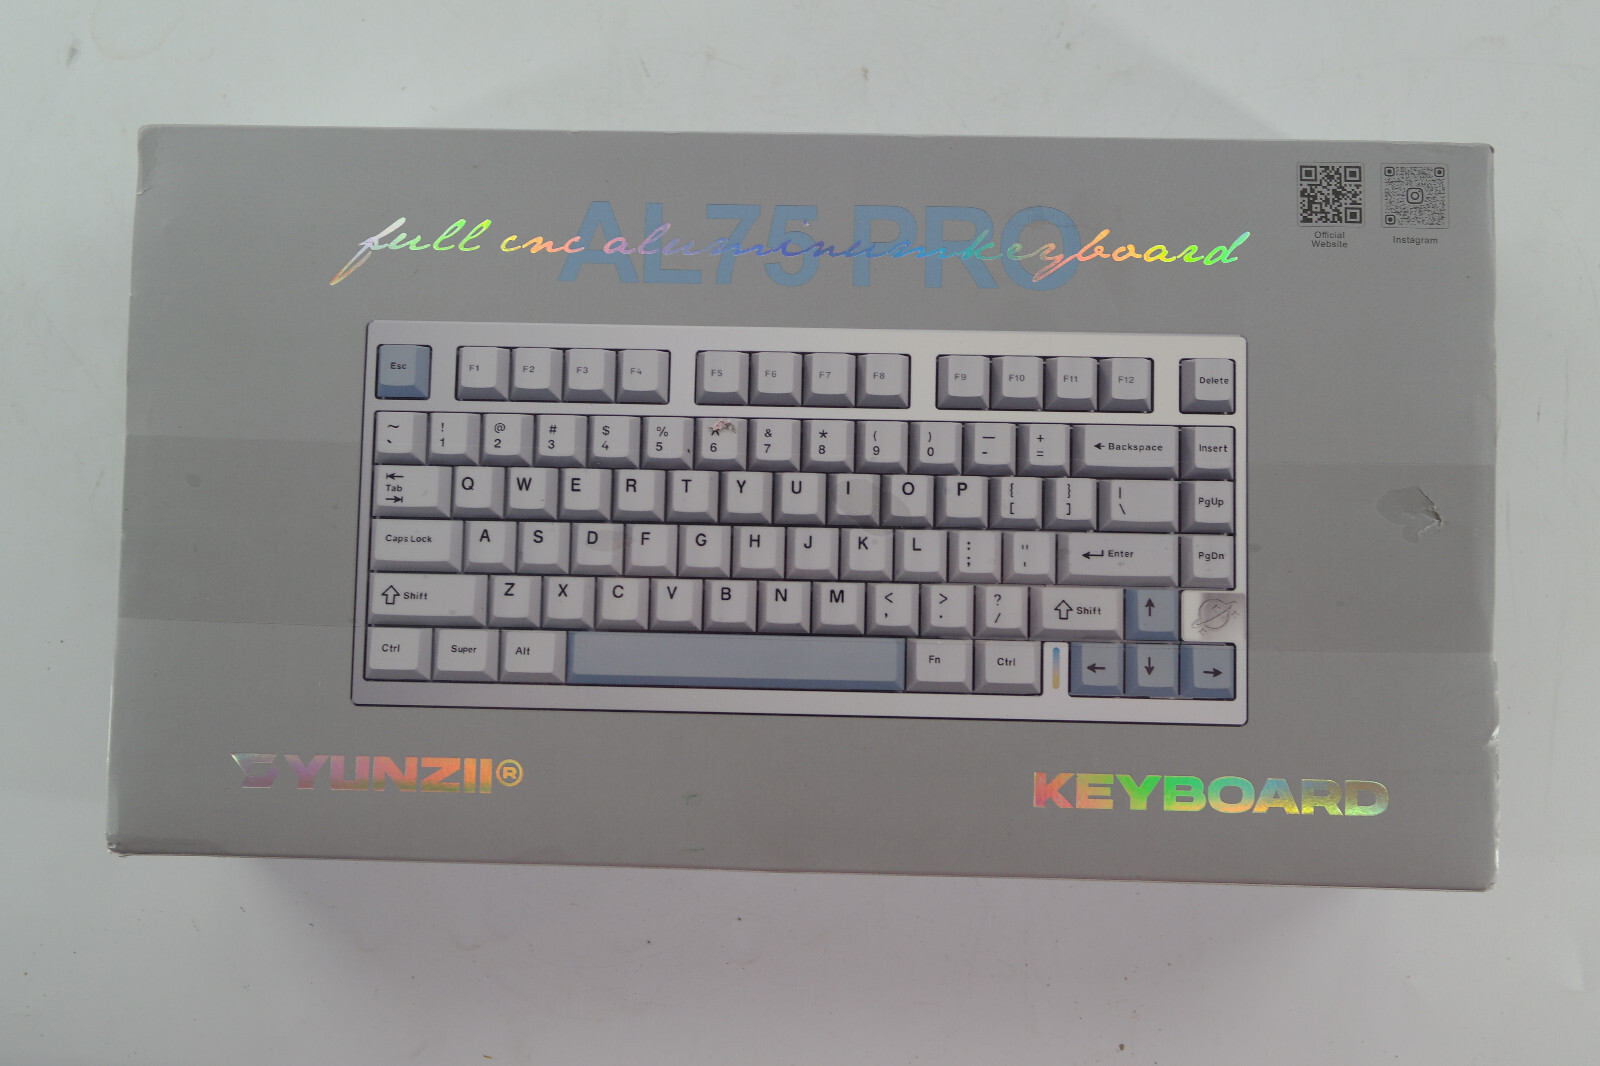 AL75 PRO
full cnc aluminumkeyboard
Official
Website
Instagram
Esc F1 F2 F3 F4 F5 F6 F7 F8 F9 F10 F11 F12 Delete
~ ! @ # $ % ^ & * ( ) — +
` 1 2 3 4 5 6 7 8 9 0 - = ← Backspace Insert
Tab Q W E R T Y U I O P { } | PgUp
[ ] \
Caps Lock A S D F G H J K L : " ← Enter PgDn
; '
Shift Z X C V B N M < > ? Shift ↑
, . /
Ctrl Super Alt Fn Ctrl ← ↓ →
YUNZII®
KEYBOARD